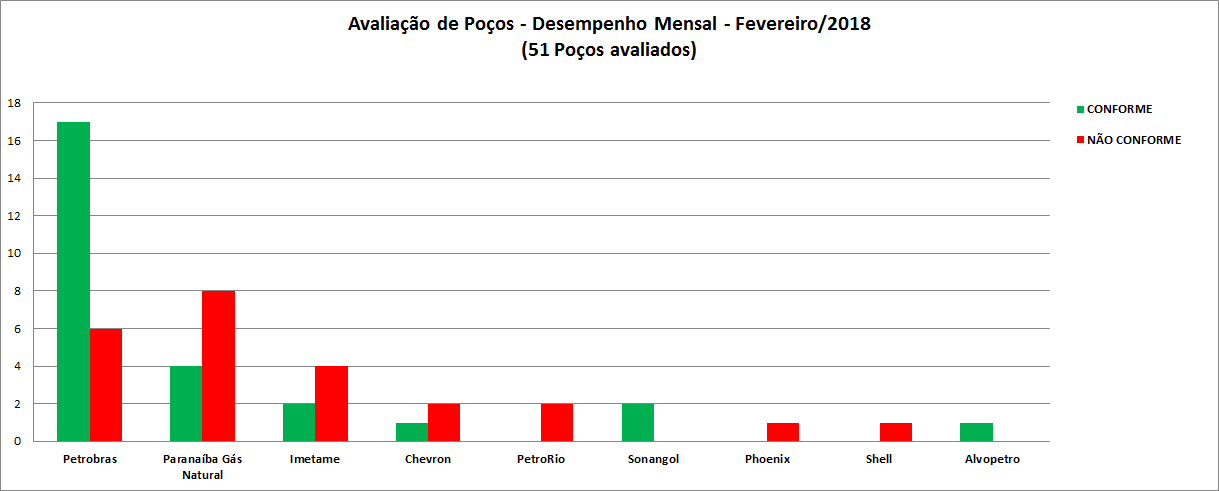 Avaliação de Poços - Desempenho Mensal - Fevereiro/2018
(51 Poços avaliados)
18
16
14
12
10
8
6
4
2
0
CONFORME
NÃO CONFORME
Petrobras
Paranaíba Gás
Natural
Imetame
Chevron
PetroRio
Sonangol
Phoenix
Shell
Alvopetro